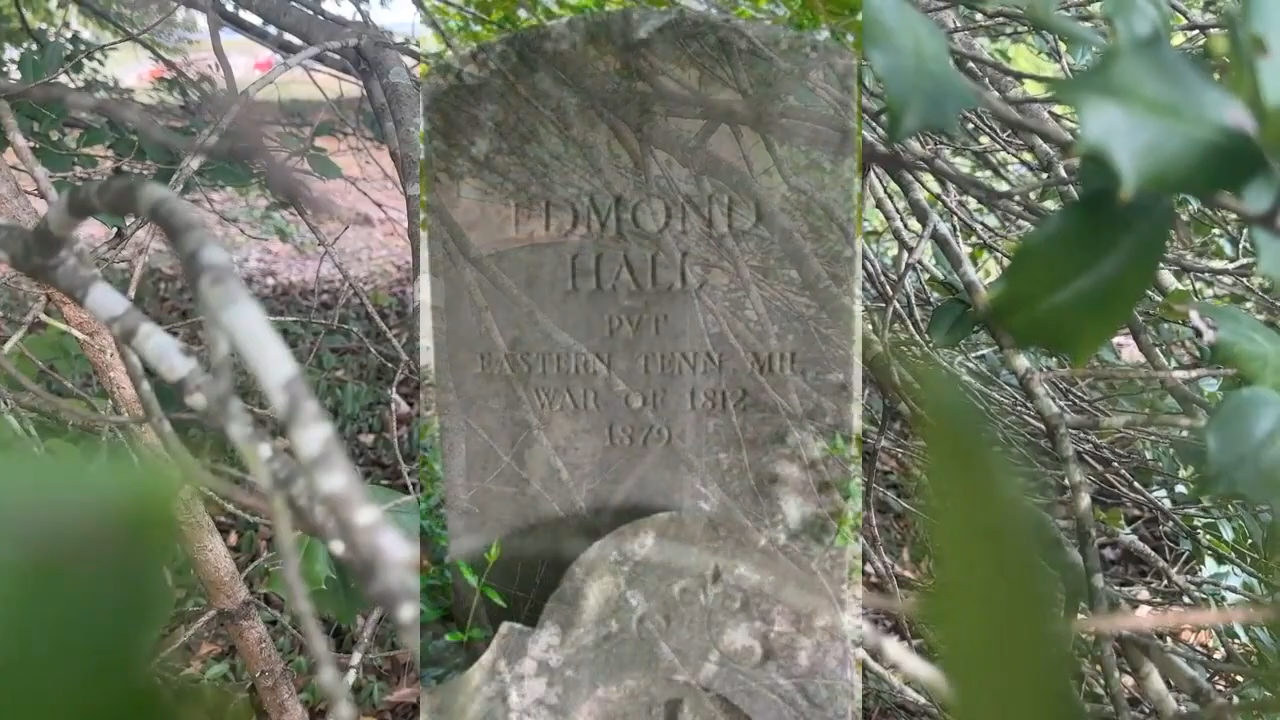 EDMOND
HALL
PVT
EASTERN TENN MIL
WAR OF 1812
1879